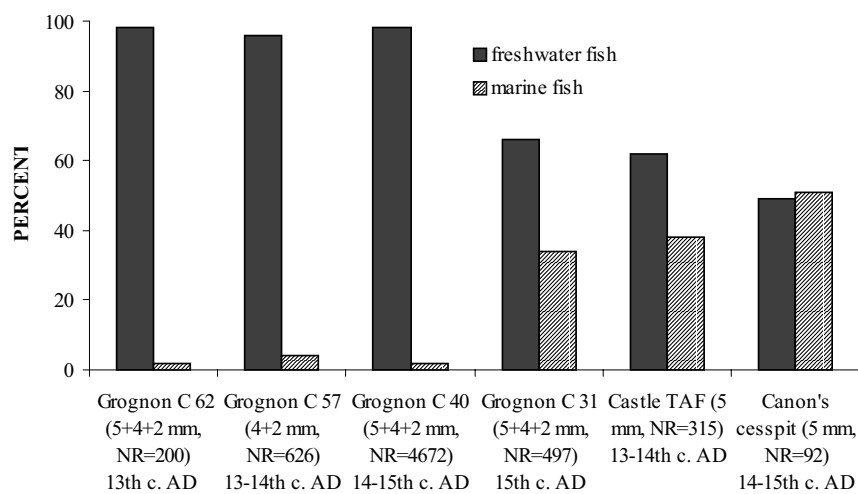 100
80
60
40
20
0
PERCENT
freshwater fish
marine fish
Grognon C 62
(5+4+2 mm,
NR=200)
13th c. AD
Grognon C 57
(4+2 mm,
NR=626)
13-14th c. AD
Grognon C 40
(5+4+2 mm,
NR=4672)
14-15th c. AD
Grognon C 31
(5+4+2 mm,
NR=497)
15th c. AD
Castle TAF (5
mm, NR=315)
13-14th c. AD
Canon's
cesspit (5 mm,
NR=92)
14-15th c. AD